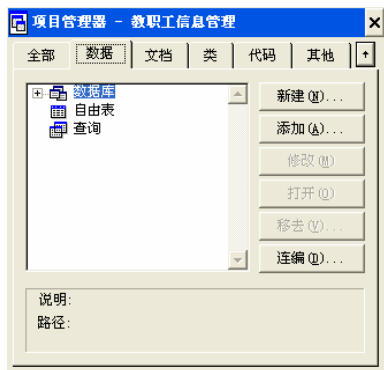 项目管理器 - 教职工信息管理
全部 数据 文档 类 代码 其他
数据库
自由表
查询
新建(N)...
添加(A)...
修改(M)
打开(O)
移去(V)...
连编(D)...
说明:
路径: